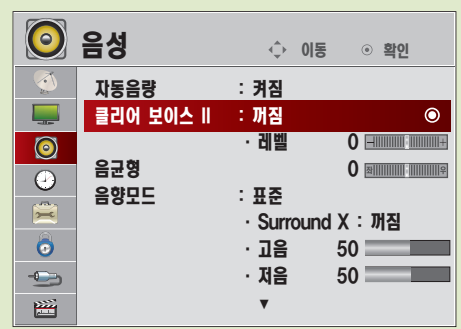 음성 이동 확인
자동음량 : 켜짐
클리어 보이스 II : 꺼짐
· 레벨 0 - +
음균형 0 좌 우
음향모드 : 표준
· Surround X : 꺼짐
· 고음 50
· 저음 50